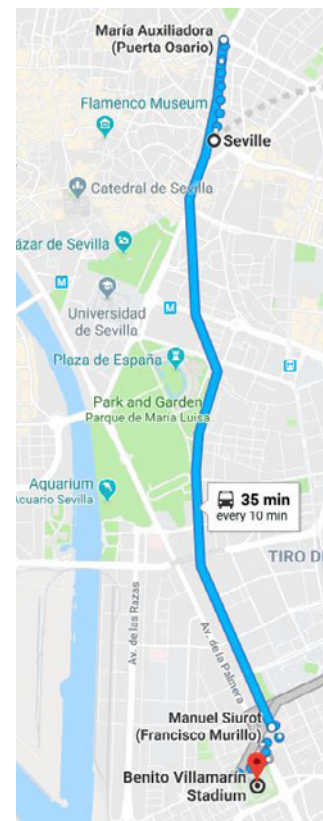 María Auxiliadora
(Puerta Osario)
Flamenco Museum
Seville
Catedral de Sevilla
ázar de Sevilla
M
Universidad
de Sevilla
M
Plaza de España
Park and Garden
Parque de María Luisa
Aquarium
Acuario Sevilla
35 min
every 10 min
TIRO DE
Av. de las Razas
Av. de la Palmera
Manuel Siurot
(Francisco Murillo)
Benito Villamarín
Stadium